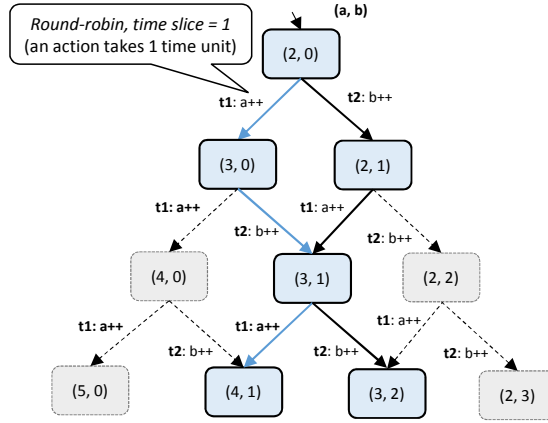 Round-robin, time slice = 1
(an action takes 1 time unit)
(a, b)
(2, 0)
t1: a++
t2: b++
(3, 0)
(2, 1)
t1: a++
t2: b++
t1: a++
t2: b++
(4, 0)
(3, 1)
(2, 2)
t1: a++
t2: b++
t1: a++
t2: b++
t1: a++
t2: b++
(5, 0)
(4, 1)
(3, 2)
(2, 3)